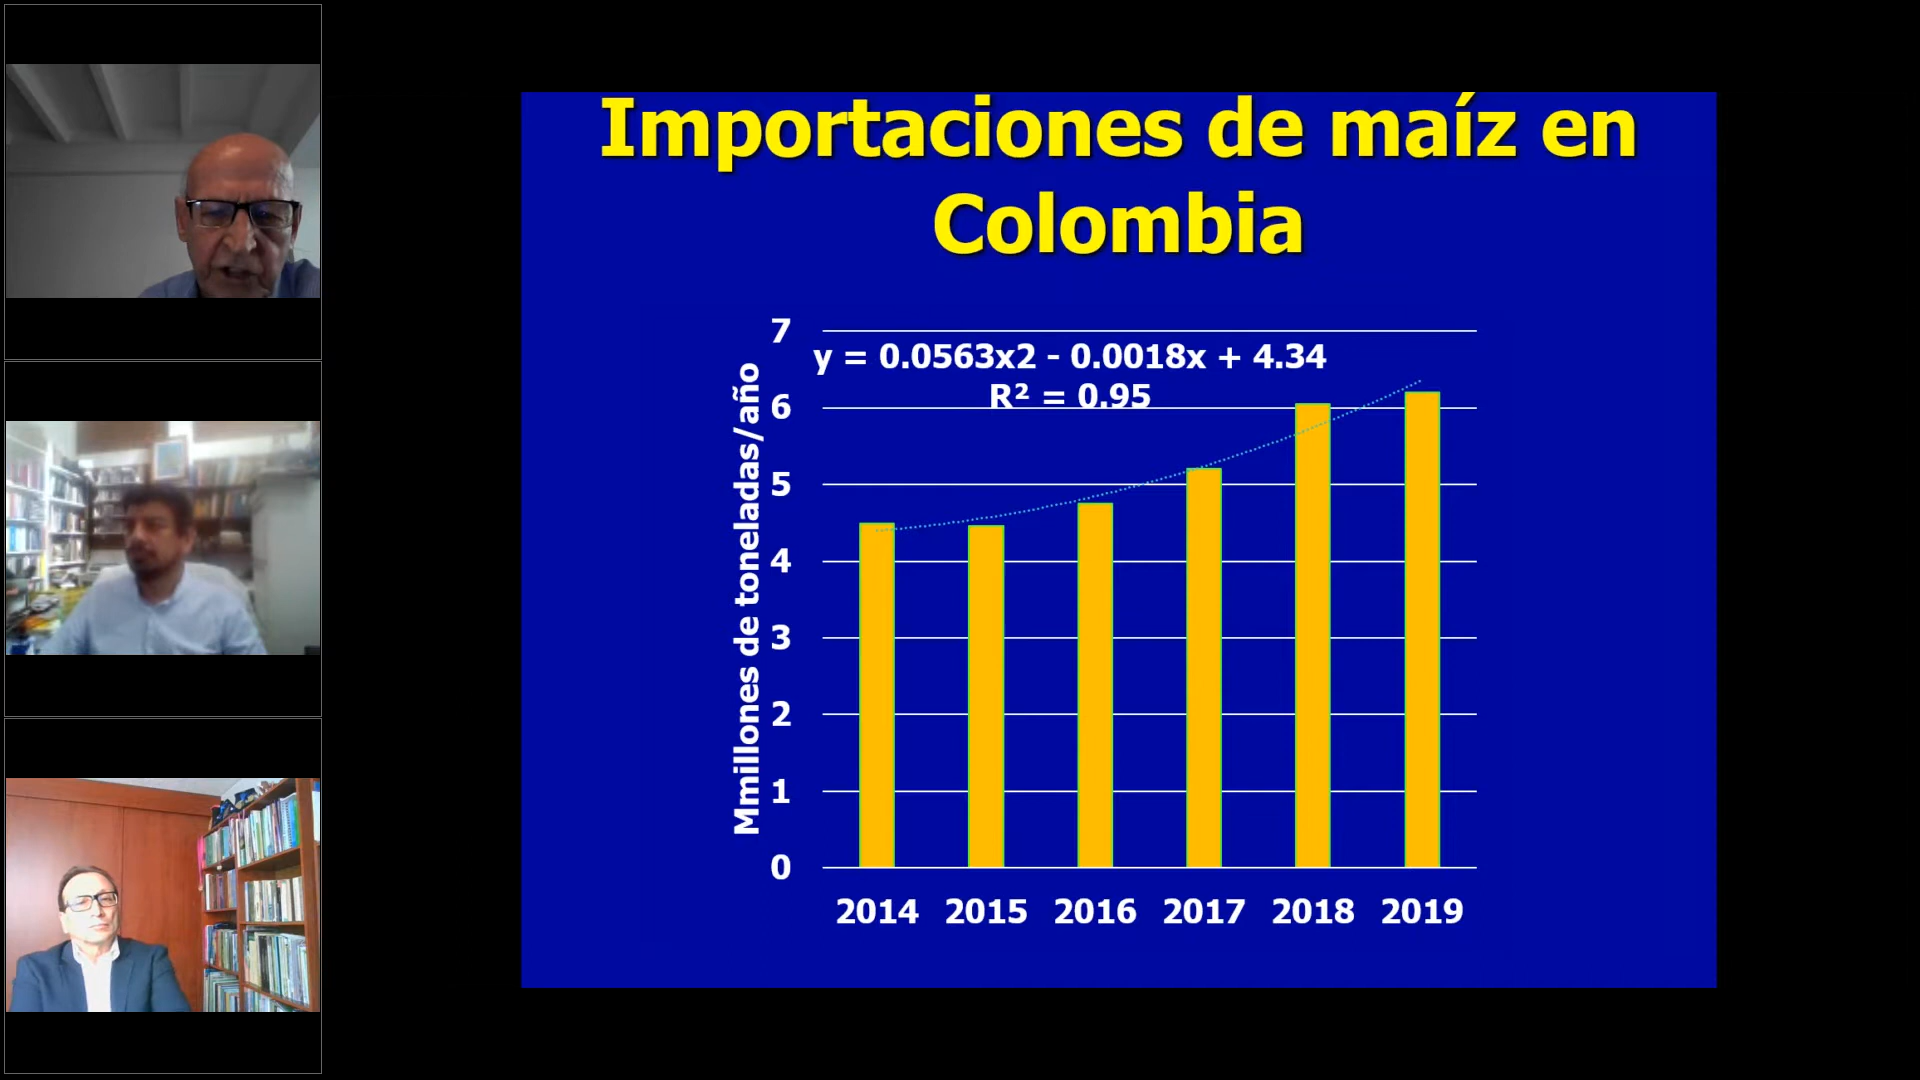 Importaciones de maíz en
Colombia
y = 0.0563x2 - 0.0018x + 4.34
R² = 0.95
Mmillones de toneladas/año
7
6
5
4
3
2
1
0
2014 2015 2016 2017 2018 2019